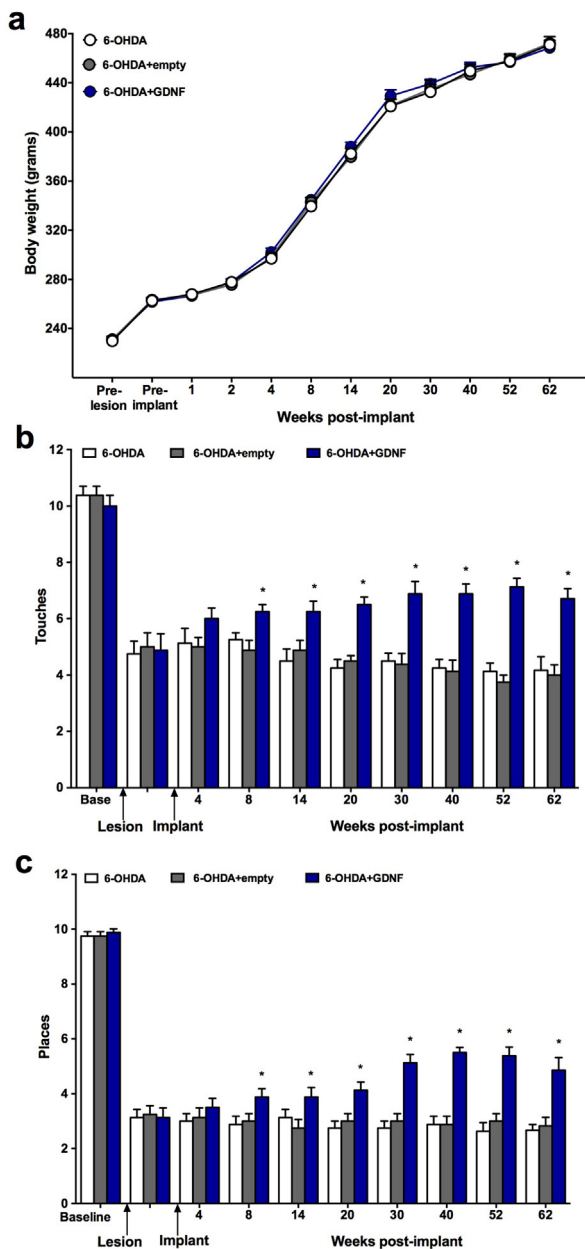 a
480
440
400
360
320
280
240
Body weight (grams)
6-OHDA
6-OHDA+empty
6-OHDA+GDNF
Pre-lesion Pre-implant 1 2 4 8 14 20 30 40 52 62
Weeks post-implant
b
6-OHDA 6-OHDA+empty 6-OHDA+GDNF
12
10
8
6
4
2
0
Touches
* * * * * * *
Base 4 8 14 20 30 40 52 62
Lesion Implant Weeks post-implant
c
6-OHDA 6-OHDA+empty 6-OHDA+GDNF
12
10
8
6
4
2
0
Places
* * * * * * *
Baseline 4 8 14 20 30 40 52 62
Lesion Implant Weeks post-implant